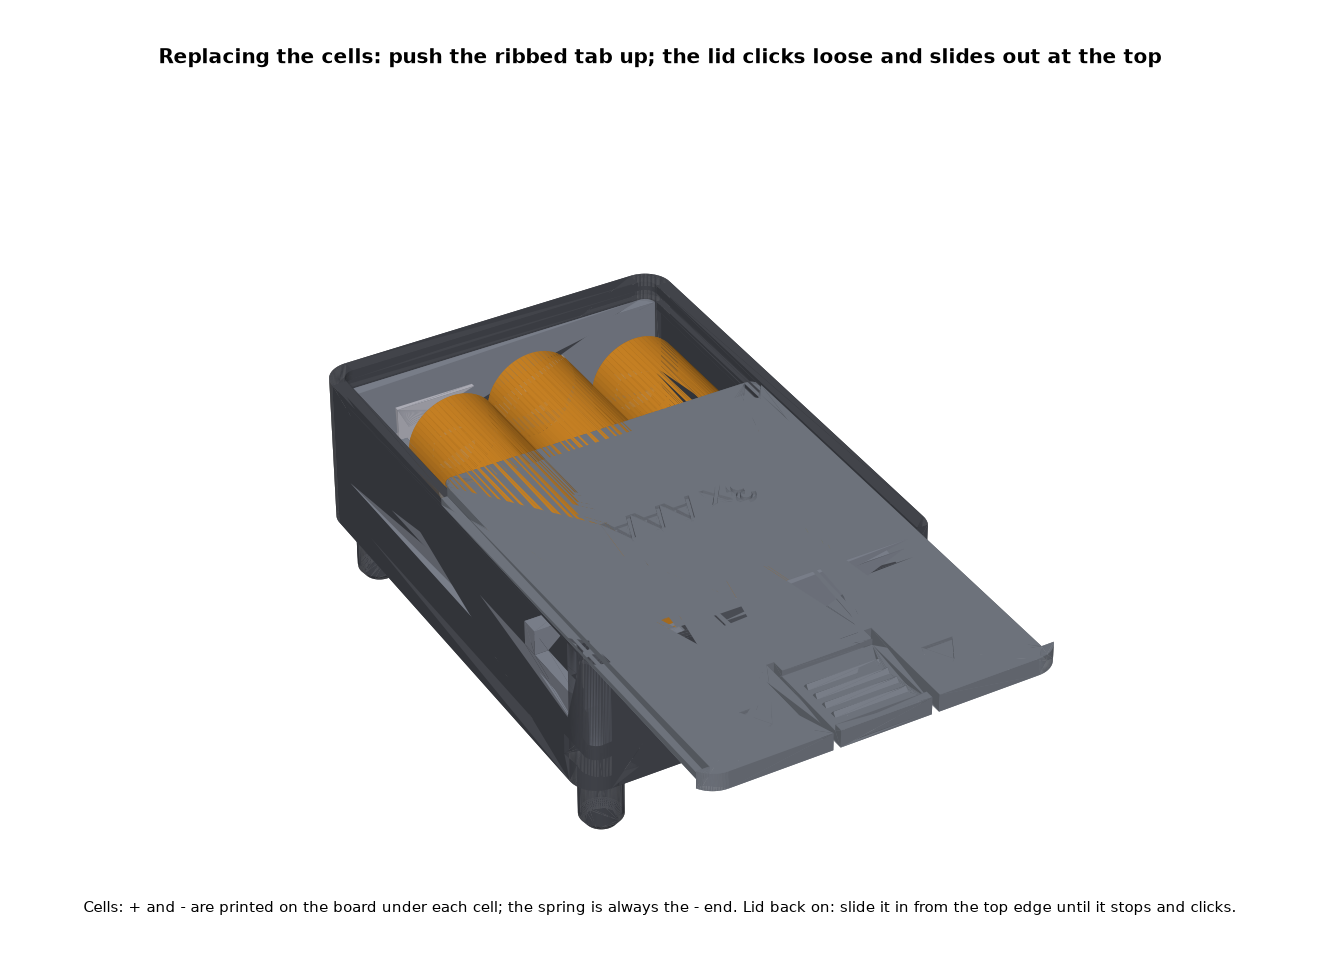 Replacing the cells: push the ribbed tab up; the lid clicks loose and slides out at the top
3x AAA
Cells: + and - are printed on the board under each cell; the spring is always the - end. Lid back on: slide it in from the top edge until it stops and clicks.